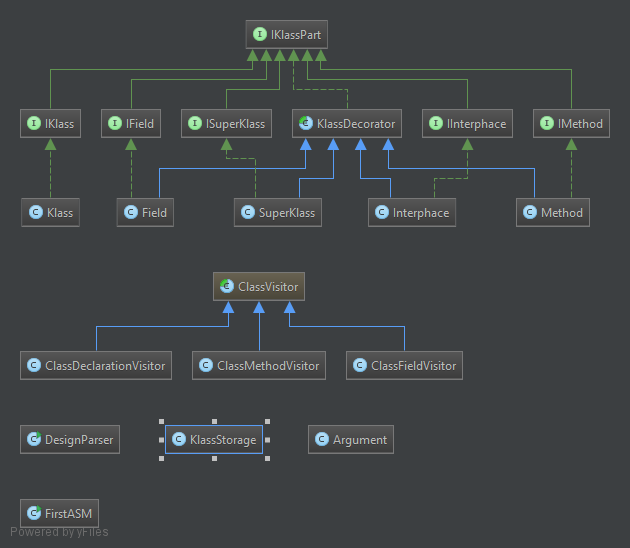 I IKlassPart
I IKlass I IField I ISuperKlass C KlassDecorator I IInterphace I IMethod
C Klass C Field C SuperKlass C Interphace C Method
C ClassVisitor
C ClassDeclarationVisitor C ClassMethodVisitor C ClassFieldVisitor
C DesignParser C KlassStorage C Argument
C FirstASM
Powered by yFiles